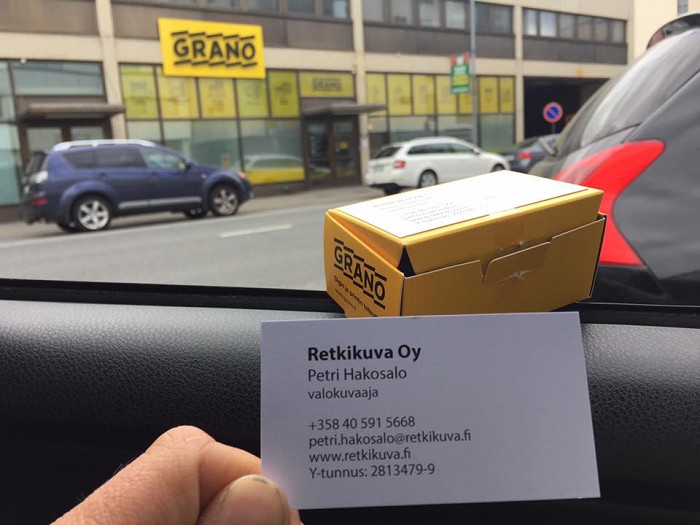 GRANO
GRANO
Retkikuva Oy
Petri Hakosalo
valokuvaaja
+358 40 591 5668
petri.hakosalo@retkikuva.fi
www.retkikuva.fi
Y-tunnus: 2813479-9